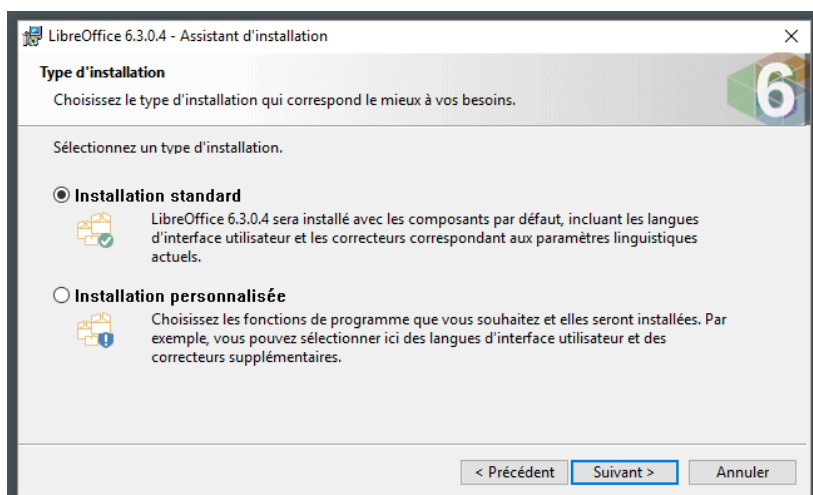 LibreOffice 6.3.0.4 - Assistant d'installation
Type d'installation
Choisissez le type d'installation qui correspond le mieux à vos besoins.
6
Sélectionnez un type d'installation.
Installation standard
LibreOffice 6.3.0.4 sera installé avec les composants par défaut, incluant les langues
d'interface utilisateur et les correcteurs correspondant aux paramètres linguistiques
actuels.
Installation personnalisée
Choisissez les fonctions de programme que vous souhaitez et elles seront installées. Par
exemple, vous pouvez sélectionner ici des langues d'interface utilisateur et des
correcteurs supplémentaires.
< Précédent Suivant > Annuler